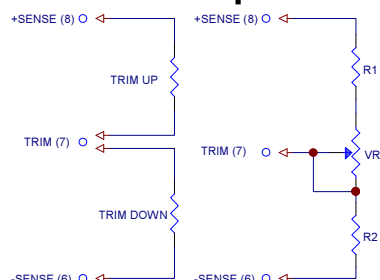 +SENSE (8)
+SENSE (8)
TRIM UP
R1
TRIM (7)
TRIM (7)
VR
TRIM DOWN
R2
-SENSE (6)
-SENSE (6)